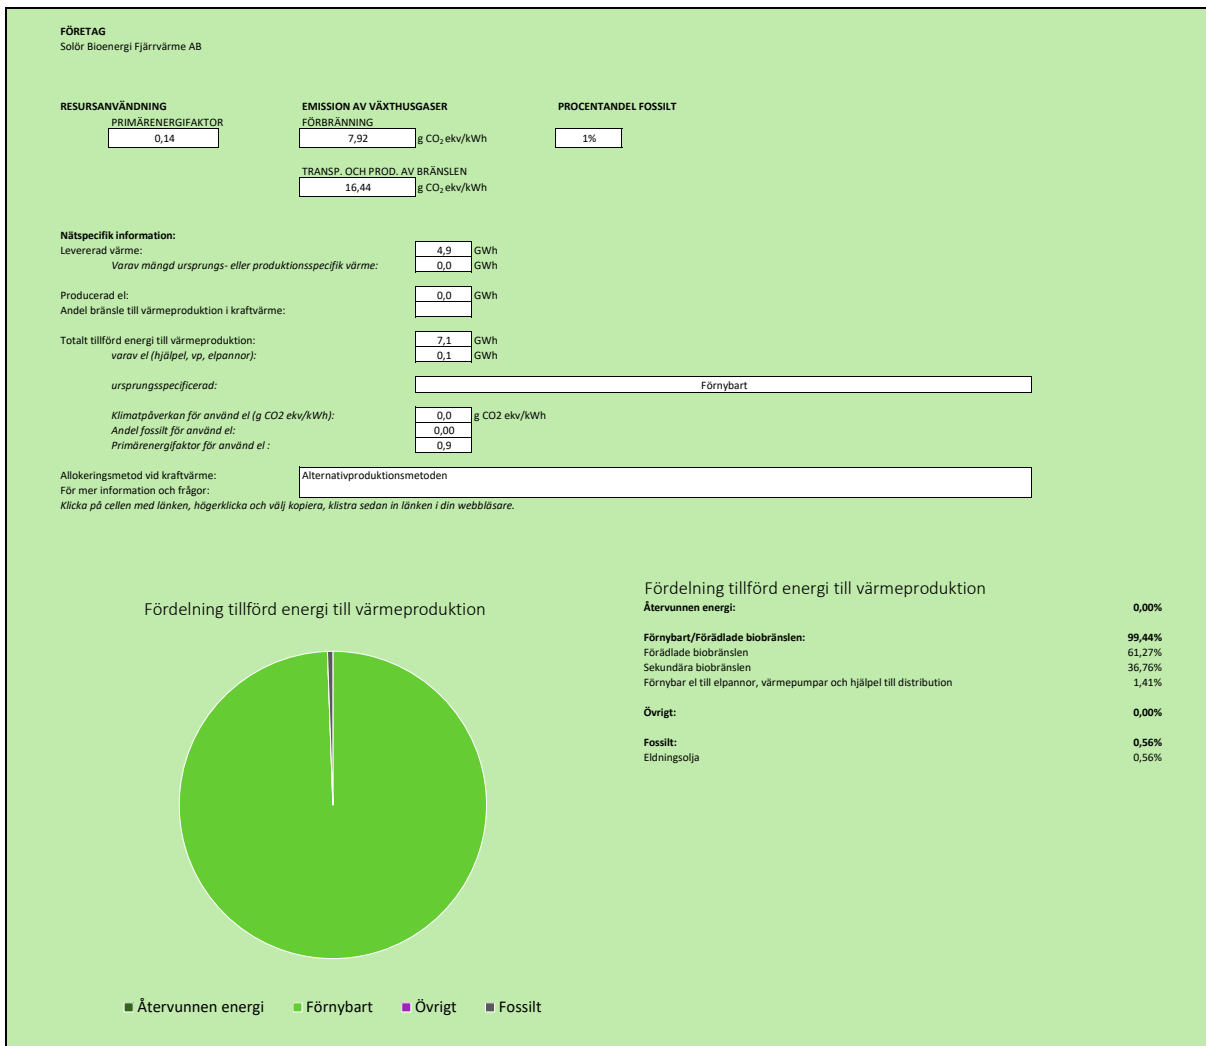 FÖRETAG
Solör Bioenergi Fjärrvärme AB
RESURSANVÄNDNING EMISSION AV VÄXTHUSGASER PROCENTANDEL FOSSILT
PRIMÄRENERGIFAKTOR FÖRBRÄNNING
0,14 7,92 g CO₂ ekv/kWh 1%
TRANSP. OCH PROD. AV BRÄNSLEN
16,44 g CO₂ ekv/kWh
Nätspecifik information:
Levererad värme: 4,9 GWh
Varav mängd ursprungs- eller produktionsspecifik värme: 0,0 GWh
Producerad el: 0,0 GWh
Andel bränsle till värmeproduktion i kraftvärme:
Totalt tillförd energi till värmeproduktion: 7,1 GWh
varav el (hjälpel, vp, elpannor): 0,1 GWh
ursprungsspecificerad: Förnybart
Klimatpåverkan för använd el (g CO2 ekv/kWh): 0,0 g CO2 ekv/kWh
Andel fossilt för använd el: 0,00
Primärenergifaktor för använd el : 0,9
Allokeringsmetod vid kraftvärme: Alternativproduktionsmetoden
För mer information och frågor:
Klicka på cellen med länken, högerklicka och välj kopiera, klistra sedan in länken i din webbläsare.
Fördelning tillförd energi till värmeproduktion
Återvunnen energi Förnybart Övrigt Fossilt
Fördelning tillförd energi till värmeproduktion
Återvunnen energi: 0,00%
Förnybart/Förädlade biobränslen: 99,44%
Förädlade biobränslen 61,27%
Sekundära biobränslen 36,76%
Förnybar el till elpannor, värmepumpar och hjälpel till distribution 1,41%
Övrigt: 0,00%
Fossilt: 0,56%
Eldningsolja 0,56%